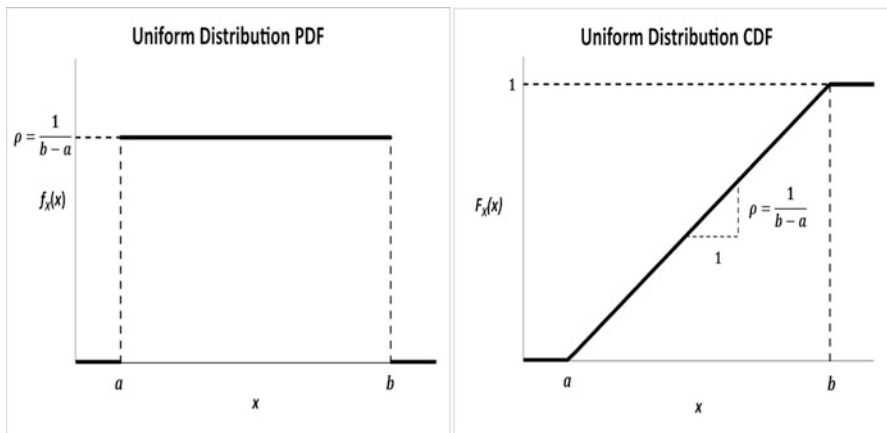 Uniform Distribution PDF
ρ = 1/(b − a)
f_X(x)
a
b
x
Uniform Distribution CDF
1
F_X(x)
ρ = 1/(b − a)
1
a
b
x